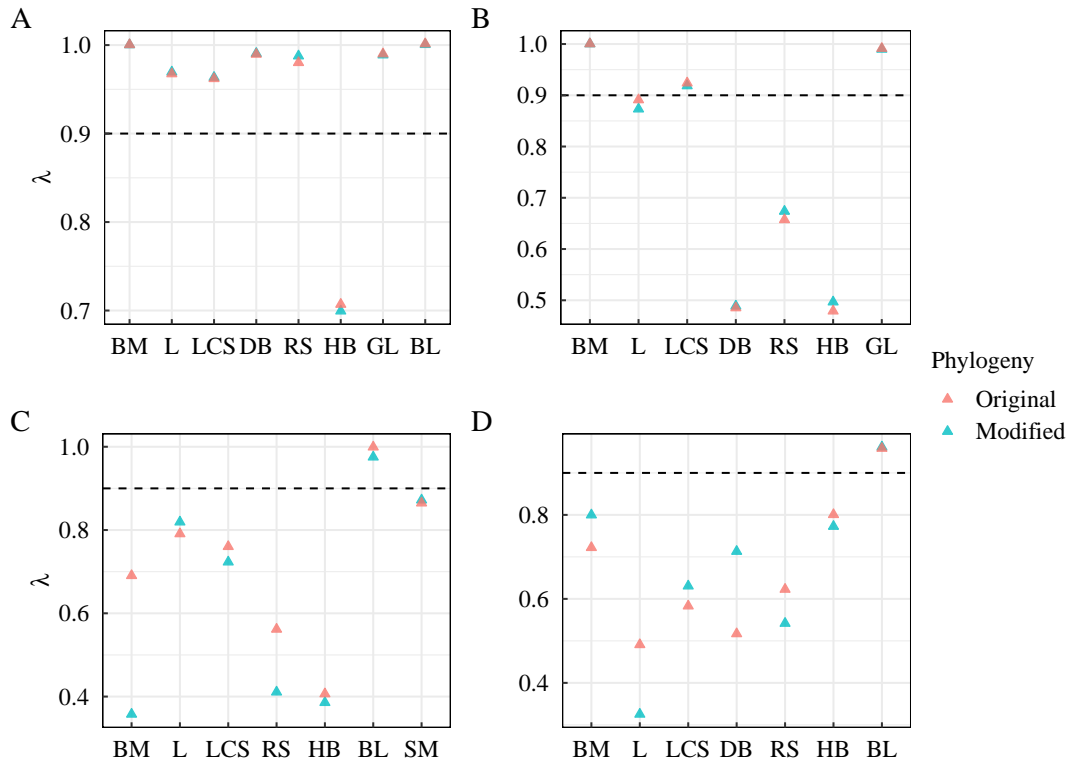 A
1.0
0.9
0.8
0.7
λ
BM L LCS DB RS HB GL BL
B
1.0
0.9
0.8
0.7
0.6
0.5
BM L LCS DB RS HB GL
Phylogeny
Original
Modified
C
1.0
0.8
0.6
0.4
λ
BM L LCS RS HB BL SM
D
0.8
0.6
0.4
BM L LCS DB RS HB BL